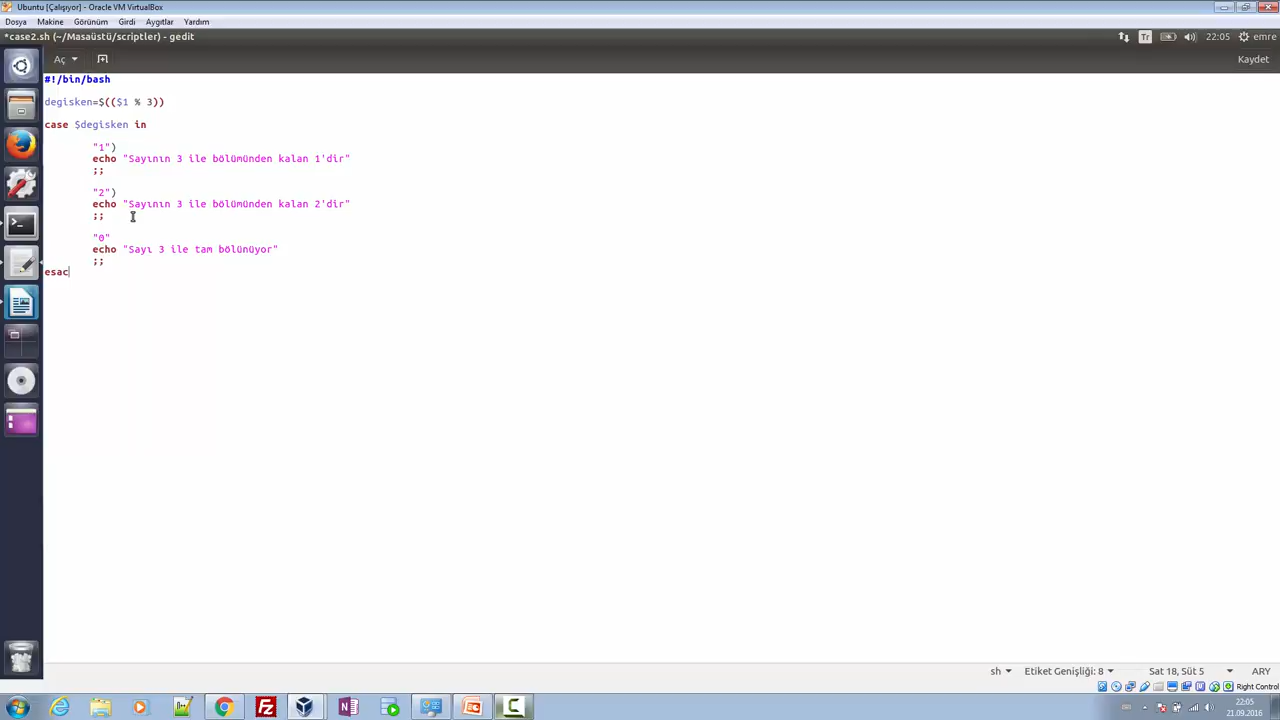 Ubuntu [Çalışıyor] - Oracle VM VirtualBox
Dosya Makine Görünüm Girdi Aygıtlar Yardım
*case2.sh (~/Masaüstü/scriptler) - gedit
Tr
22:05
emre
Aç
Kaydet
#!/bin/bash
degisken=$(($1 % 3))
case $degisken in
"1")
echo "Sayının 3 ile bölümünden kalan 1'dir"
;;
"2")
echo "Sayının 3 ile bölümünden kalan 2'dir"
;;
"0"
echo "Sayı 3 ile tam bölünüyor"
;;
esac
sh
Etiket Genişliği: 8
Sat 18, Süt 5
ARY
Right Control
22:05
21.09.2016